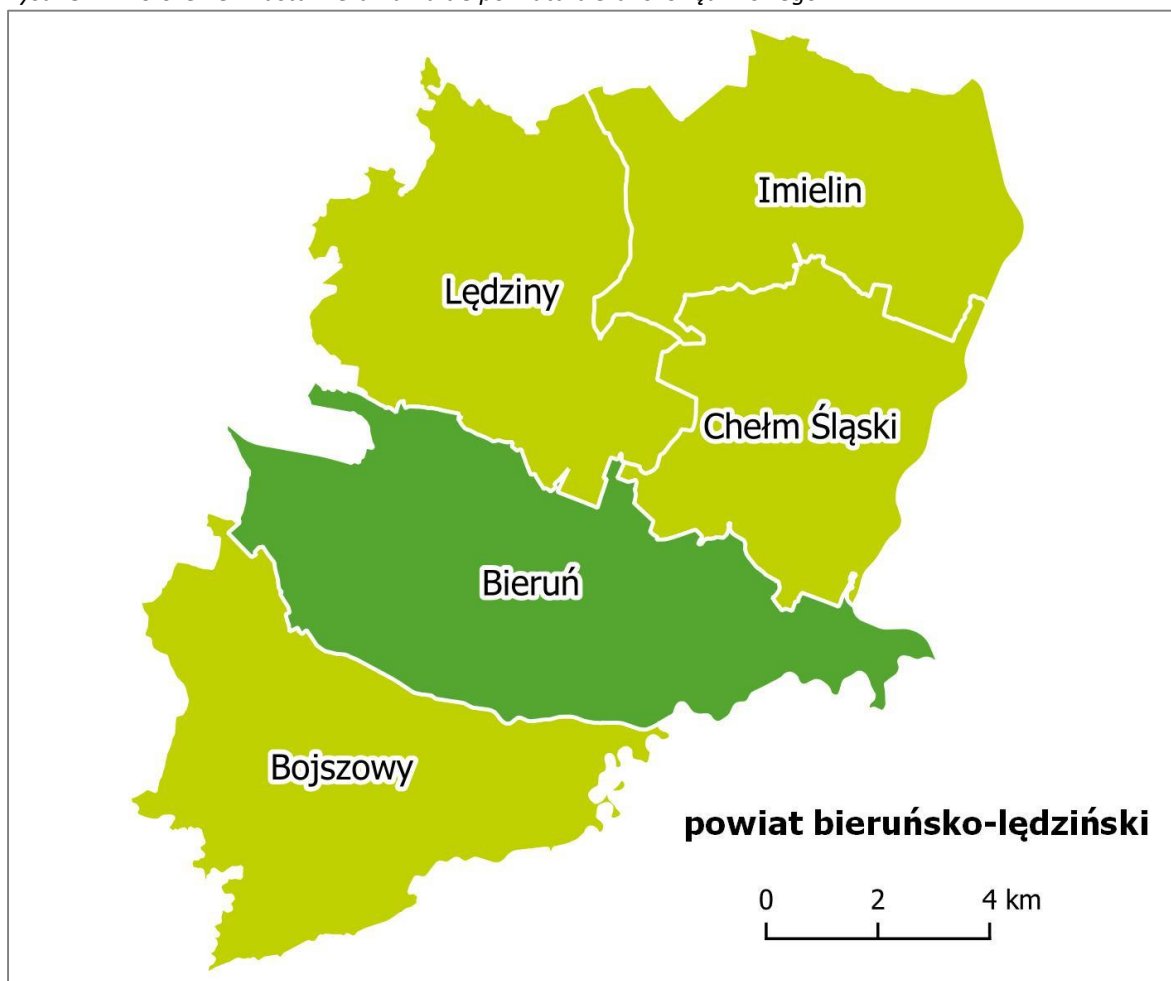 Imielin
Lędziny
Chełm Śląski
Bieruń
Bojszowy
powiat bieruńsko-lędziński
0 2 4 km